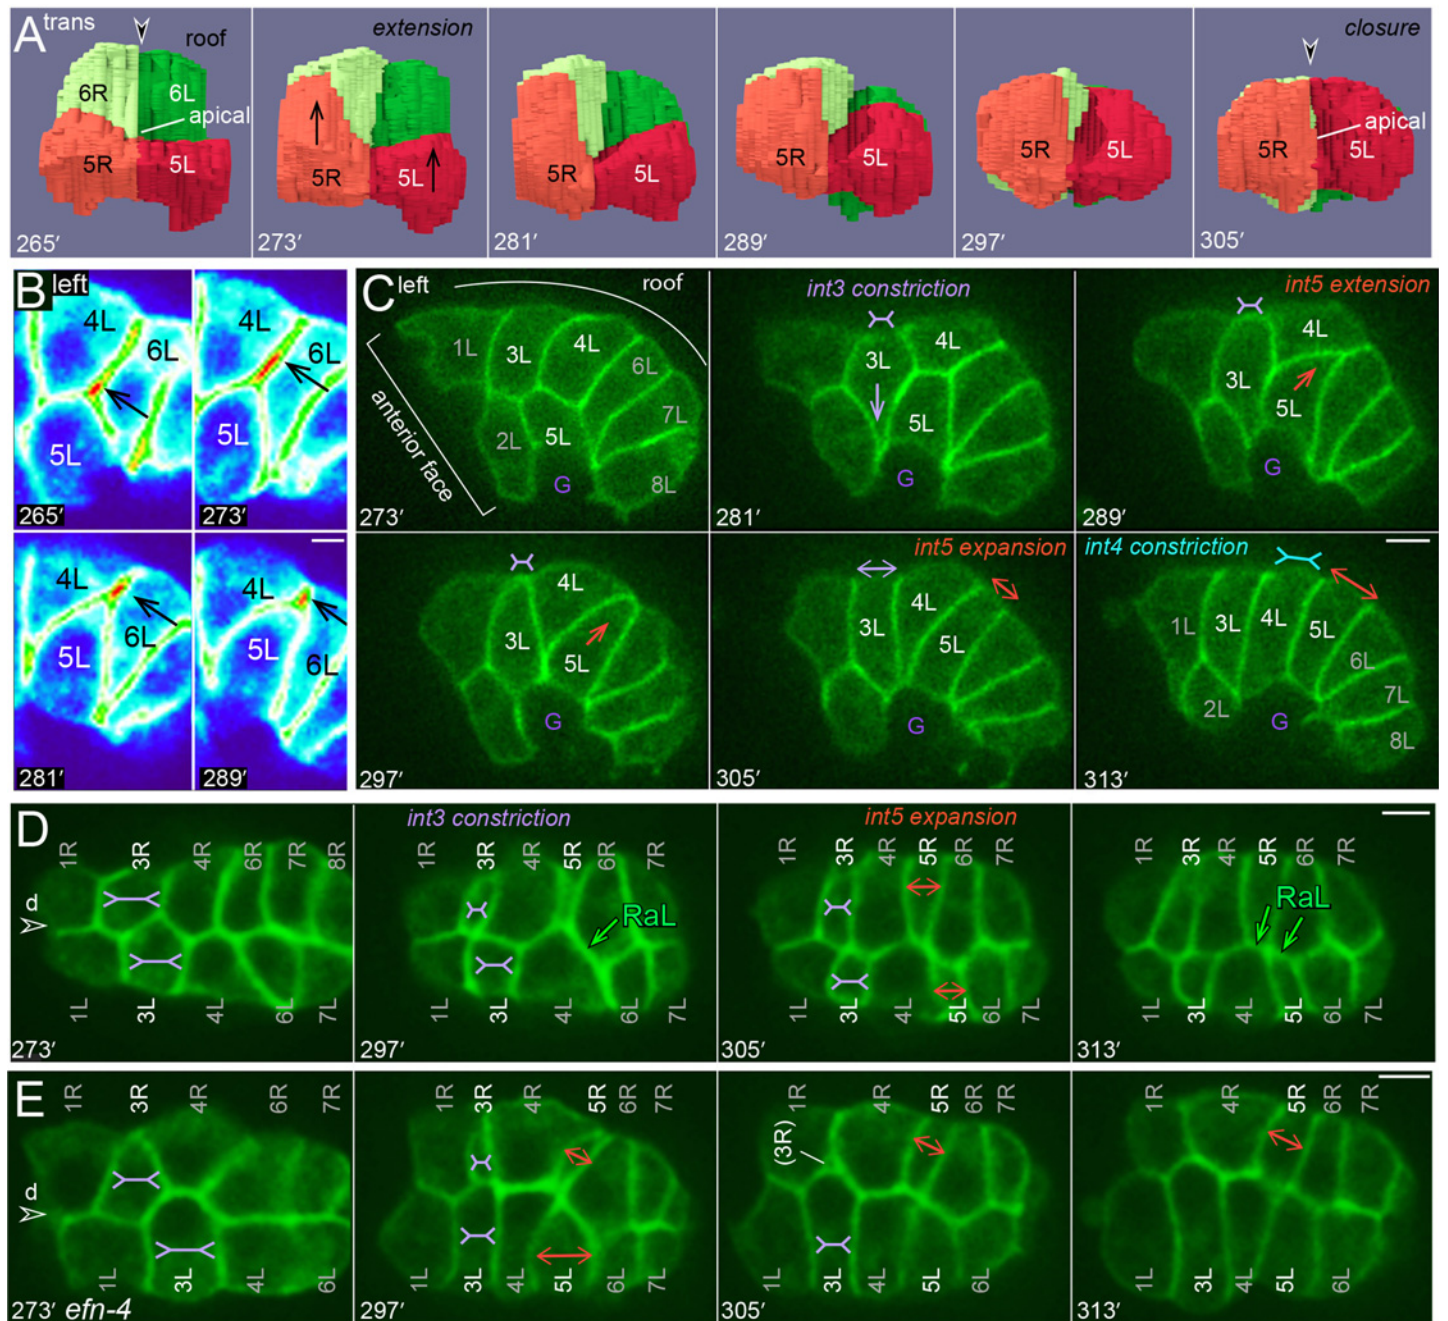 A trans
roof
extension
closure
6R
6L
apical
5R
5L
265′
5R
5L
273′
5R
5L
281′
5R
5L
289′
5R
5L
297′
apical
5R
5L
305′
B left
4L
6L
5L
265′
4L
6L
5L
273′
4L
6L
5L
281′
4L
5L
6L
289′
C left
roof
anterior face
1L
3L
4L
6L
7L
2L
5L
8L
G
273′
int3 constriction
3L
4L
5L
G
281′
int5 extension
4L
3L
5L
G
289′
4L
3L
5L
G
297′
int5 expansion
4L
3L
5L
G
305′
int4 constriction
1L
3L
4L
5L
6L
7L
2L
8L
G
313′
D
1R 3R 4R 6R 7R 8R
d
1L 3L 4L 6L 7L
273′
int3 constriction
1R 3R 4R 5R 6R 7R
RaL
1L 3L 4L 6L 7L
297′
int5 expansion
1R 3R 4R 5R 6R 7R
1L 3L 4L 5L 6L 7L
305′
1R 3R 4R 5R 6R 7R
RaL
1L 3L 4L 5L 6L 7L
313′
E
1R 3R 4R 6R 7R
d
1L 3L 4L 6L
273′ efn-4
1R 3R 4R 5R 6R 7R
1L 3L 4L 5L 6L 7L
297′
1R 4R 5R 6R 7R
(3R)
1L 3L 4L 5L 6L
305′
1R 4R 5R 6R 7R
1L 3L 4L 5L 6L 7L
313′